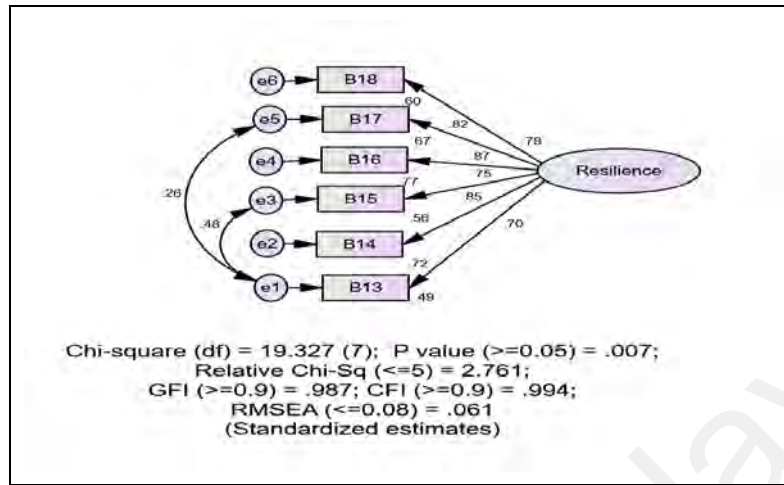 e6 B18
.60
e5 B17 .82 .78
.67
e4 B16 .87
.26 .77 .75 Resilience
e3 B15
.48 .85
.56 .70
e2 B14
.72
e1 B13
.49
Chi-square (df) = 19.327 (7); P value (>=0.05) = .007;
Relative Chi-Sq (<=5) = 2.761;
GFI (>=0.9) = .987; CFI (>=0.9) = .994;
RMSEA (<=0.08) = .061
(Standardized estimates)